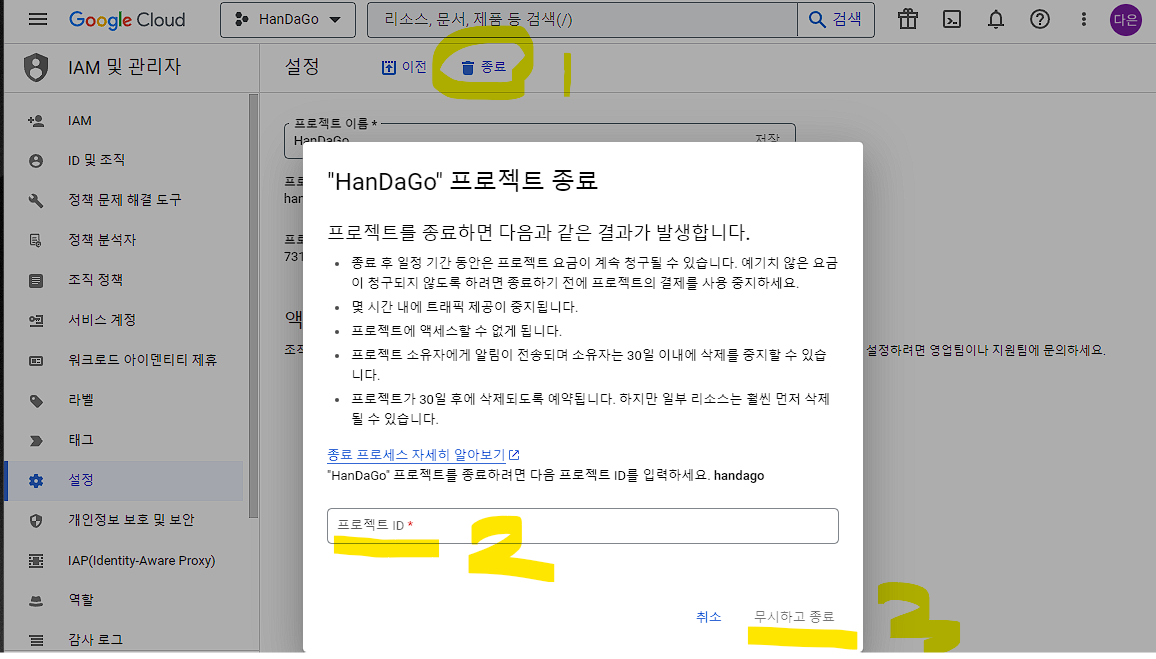 Google Cloud
HanDaGo
리소스, 문서, 제품 등 검색(/)
검색
다은
IAM 및 관리자
설정
이전
종료
1
IAM
ID 및 조직
정책 문제 해결 도구
정책 분석자
조직 정책
서비스 계정
워크로드 아이덴티티 제휴
라벨
태그
설정
개인정보 보호 및 보안
IAP(Identity-Aware Proxy)
역할
감사 로그
프로젝트 이름 *
HanDaGo
저장
프로
han
프로
731
액
조직
설정하려면 영업팀이나 지원팀에 문의하세요.
"HanDaGo" 프로젝트 종료
프로젝트를 종료하면 다음과 같은 결과가 발생합니다.
• 종료 후 일정 기간 동안은 프로젝트 요금이 계속 청구될 수 있습니다. 예기치 않은 요금
이 청구되지 않도록 하려면 종료하기 전에 프로젝트의 결제를 사용 중지하세요.
• 몇 시간 내에 트래픽 제공이 중지됩니다.
• 프로젝트에 액세스할 수 없게 됩니다.
• 프로젝트 소유자에게 알림이 전송되며 소유자는 30일 이내에 삭제를 중지할 수 있습
니다.
• 프로젝트가 30일 후에 삭제되도록 예약됩니다. 하지만 일부 리소스는 훨씬 먼저 삭제
될 수 있습니다.
종료 프로세스 자세히 알아보기
"HanDaGo" 프로젝트를 종료하려면 다음 프로젝트 ID를 입력하세요. handago
프로젝트 ID *
2
취소
무시하고 종료
3